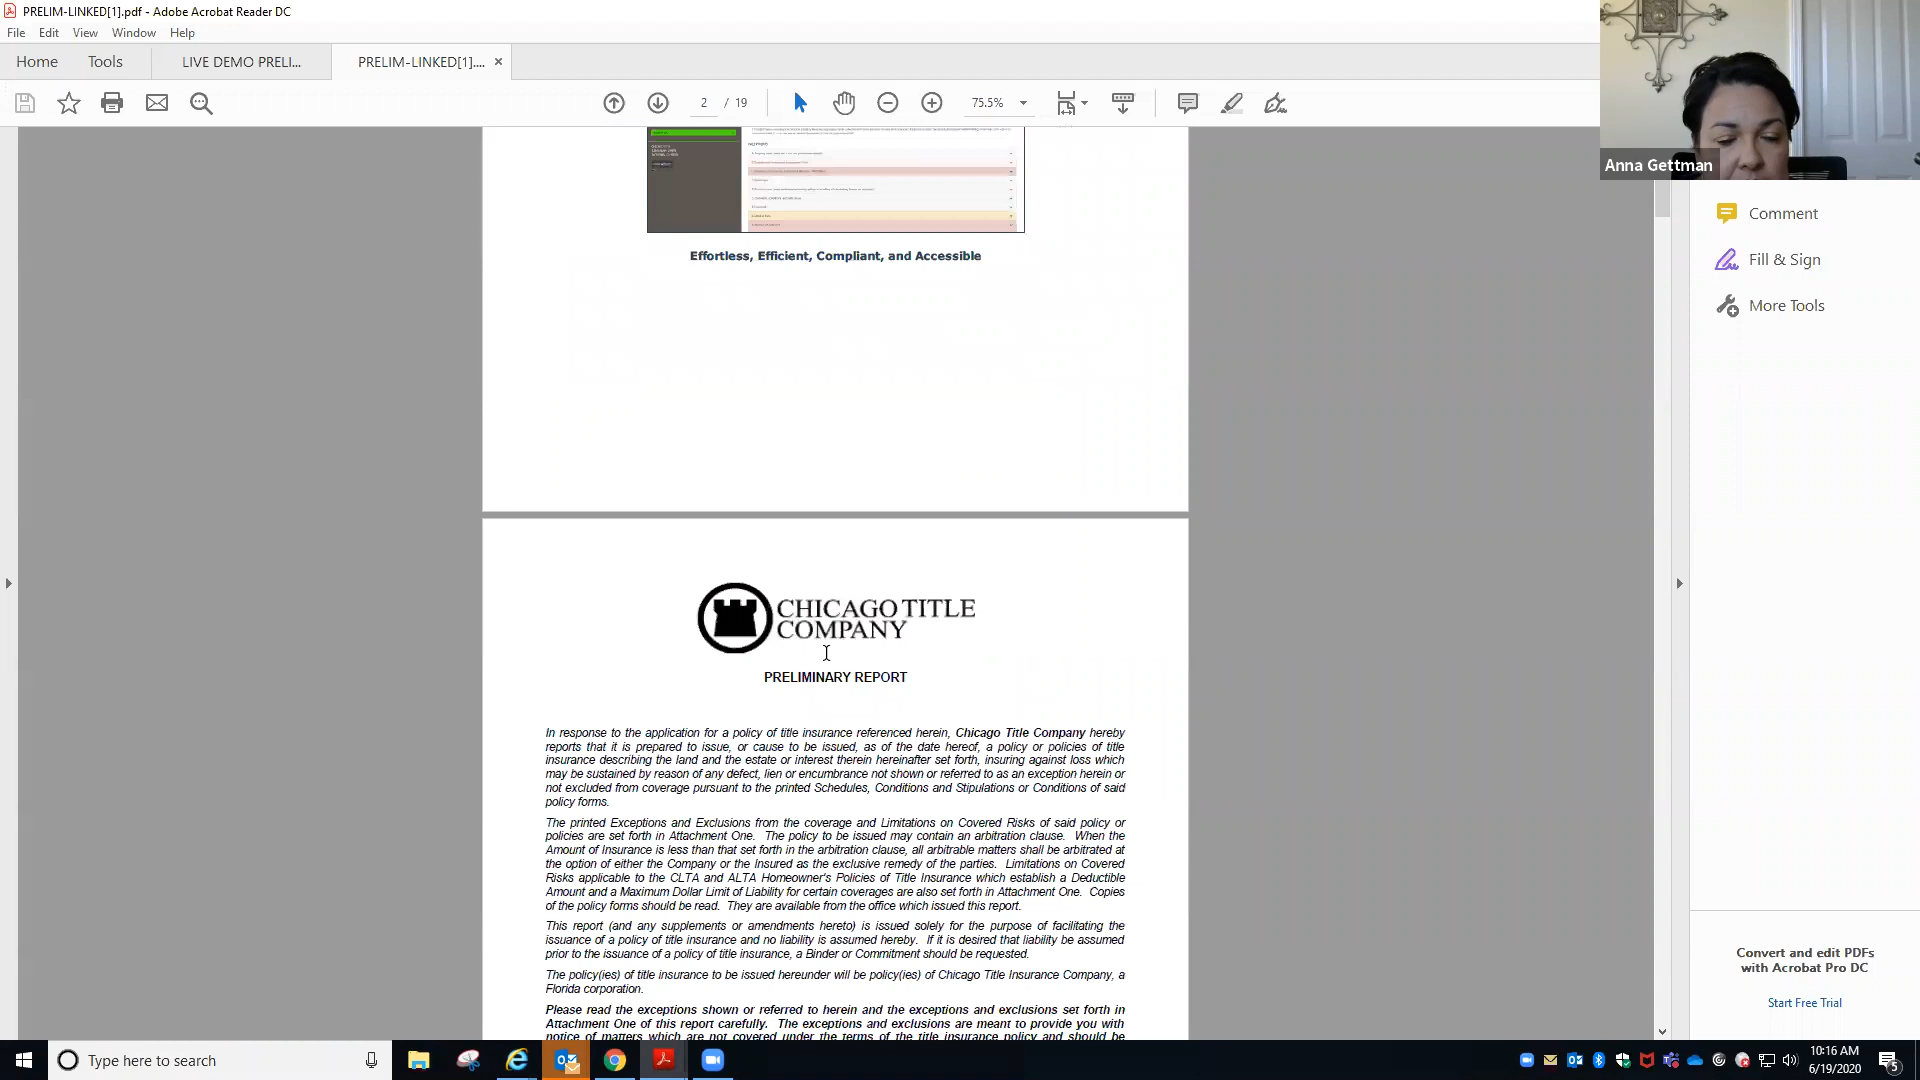 PRELIM-LINKED[1].pdf - Adobe Acrobat Reader DC
File Edit View Window Help
Home Tools LIVE DEMO PRELI... PRELIM-LINKED[1]....
2 / 19 75.5%
Anna Gettman
Comment
Fill & Sign
More Tools
Effortless, Efficient, Compliant, and Accessible
CHICAGO TITLE
COMPANY
PRELIMINARY REPORT
In response to the application for a policy of title insurance referenced herein, Chicago Title Company hereby
reports that it is prepared to issue, or cause to be issued, as of the date hereof, a policy or policies of title
insurance describing the land and the estate or interest therein hereinafter set forth, insuring against loss which
may be sustained by reason of any defect, lien or encumbrance not shown or referred to as an exception herein or
not excluded from coverage pursuant to the printed Schedules, Conditions and Stipulations or Conditions of said
policy forms.
The printed Exceptions and Exclusions from the coverage and Limitations on Covered Risks of said policy or
policies are set forth in Attachment One. The policy to be issued may contain an arbitration clause. When the
Amount of Insurance is less than that set forth in the arbitration clause, all arbitrable matters shall be arbitrated at
the option of either the Company or the Insured as the exclusive remedy of the parties. Limitations on Covered
Risks applicable to the CLTA and ALTA Homeowner's Policies of Title Insurance which establish a Deductible
Amount and a Maximum Dollar Limit of Liability for certain coverages are also set forth in Attachment One. Copies
of the policy forms should be read. They are available from the office which issued this report.
This report (and any supplements or amendments hereto) is issued solely for the purpose of facilitating the
issuance of a policy of title insurance and no liability is assumed hereby. If it is desired that liability be assumed
prior to the issuance of a policy of title insurance, a Binder or Commitment should be requested.
The policy(ies) of title insurance to be issued hereunder will be policy(ies) of Chicago Title Insurance Company, a
Florida corporation.
Please read the exceptions shown or referred to herein and the exceptions and exclusions set forth in
Attachment One of this report carefully. The exceptions and exclusions are meant to provide you with
notice of matters which are not covered under the terms of the title insurance policy and should be
Convert and edit PDFs
with Acrobat Pro DC
Start Free Trial
Type here to search
10:16 AM
6/19/2020
5